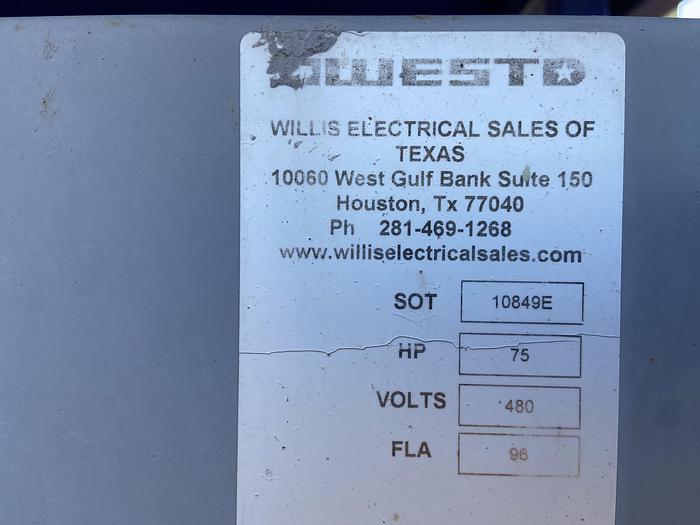 WESTD
WILLIS ELECTRICAL SALES OF
TEXAS
10060 West Gulf Bank Suite 150
Houston, Tx 77040
Ph 281-469-1268
www.williselectricalsales.com
SOT 10849E
HP 75
VOLTS 480
FLA 96